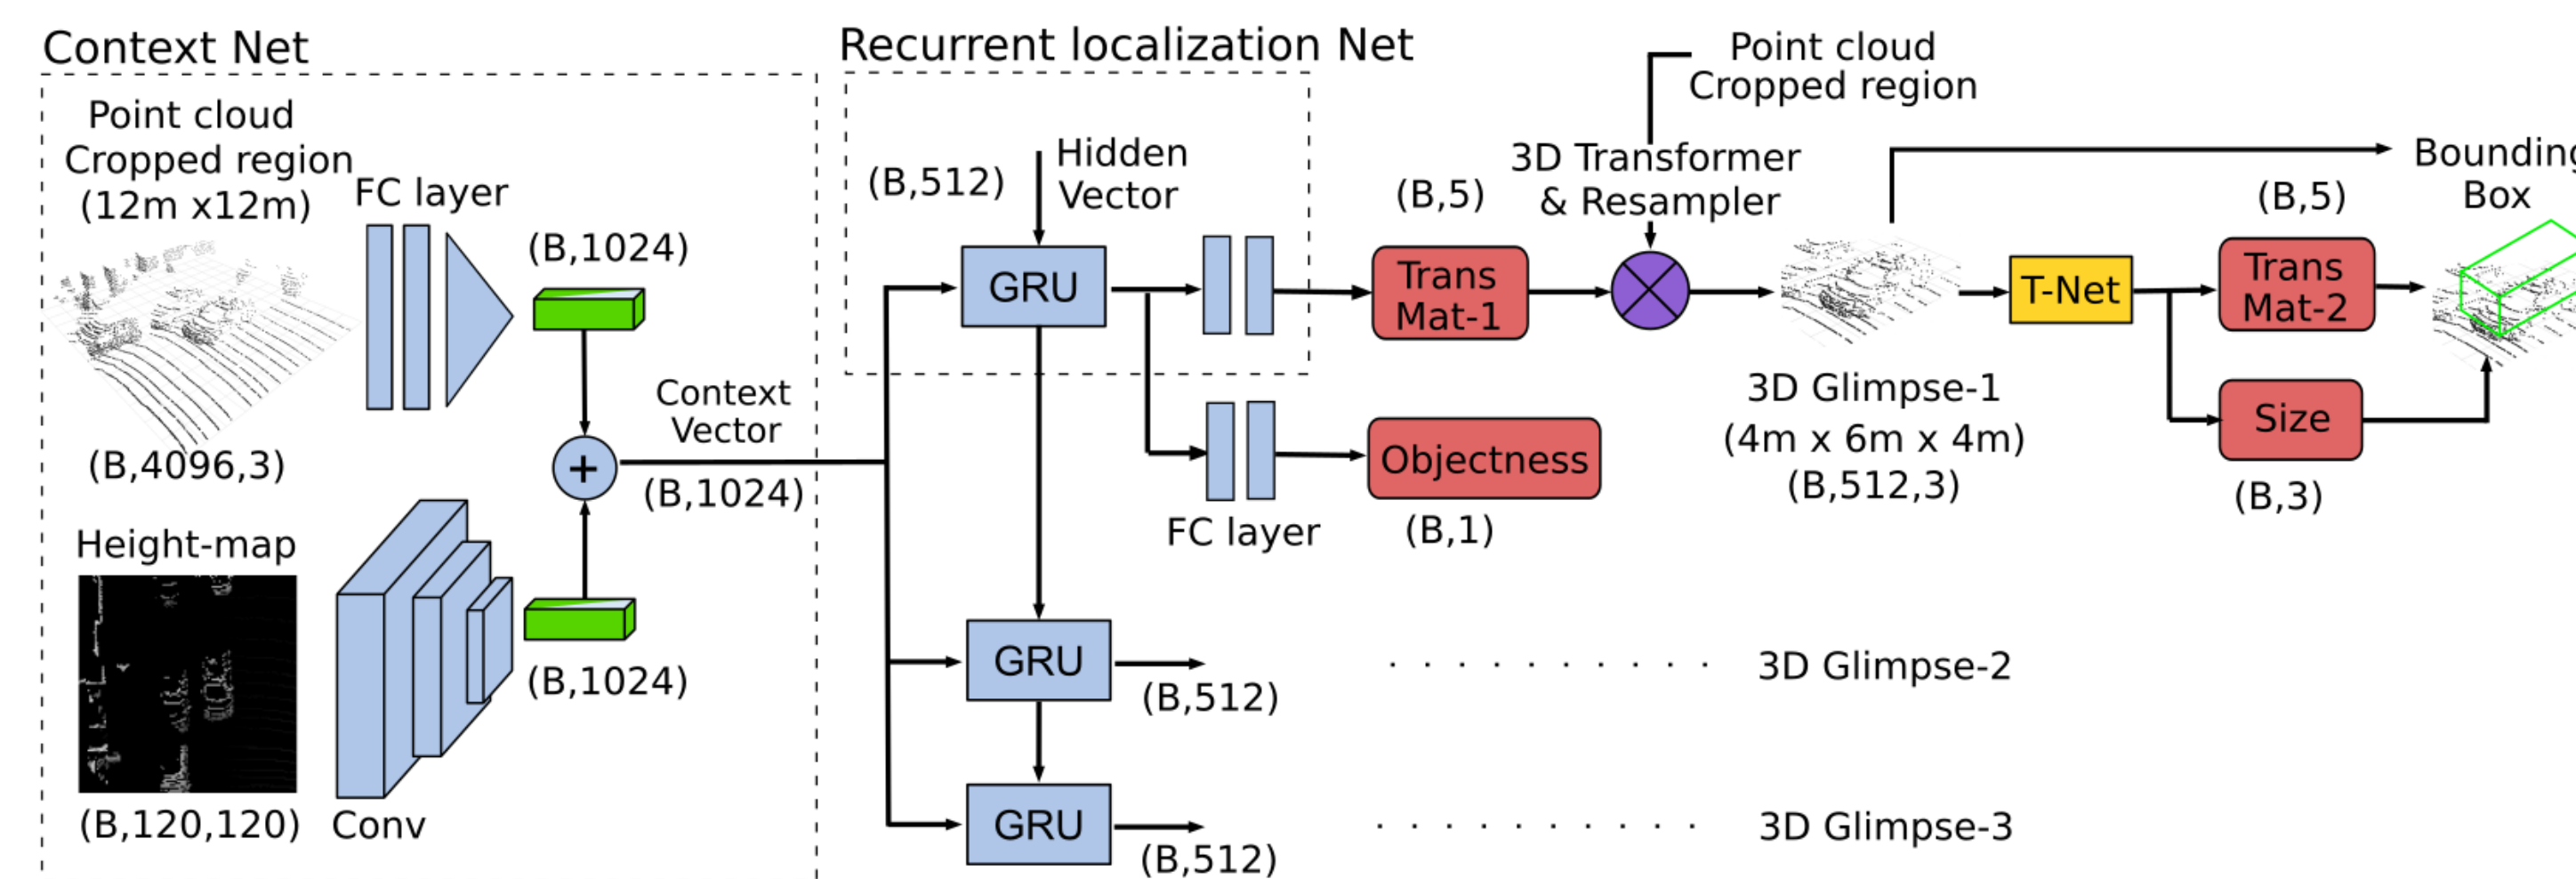 Context Net
Point cloud
Cropped region
(12m x12m)
FC layer
(B,1024)
(B,4096,3)
Context
Vector
(B,1024)
Height-map
(B,1024)
(B,120,120)
Conv
Recurrent localization Net
(B,512)
Hidden
Vector
GRU
FC layer
Trans
Mat-1
(B,5)
Objectness
(B,1)
3D Transformer
& Resampler
Point cloud
Cropped region
3D Glimpse-1
(4m x 6m x 4m)
(B,512,3)
T-Net
(B,5)
Trans
Mat-2
Size
(B,3)
Bounding
Box
GRU
(B,512)
3D Glimpse-2
GRU
(B,512)
3D Glimpse-3